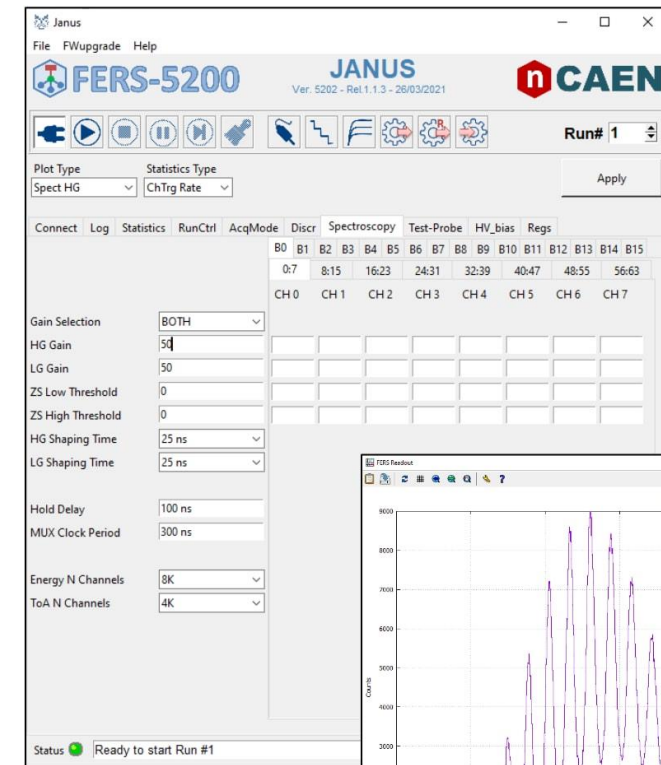 Janus
File FWupgrade Help
FERS-5200
JANUS
Ver. 5202 - Rel 1.1.3 - 26/03/2021
n CAEN
Run# 1
Plot Type
Statistics Type
Spect HG
ChTrg Rate
Apply
Connect Log Statistics RunCtrl AcqMode Discr Spectroscopy Test-Probe HV_bias Regs
B0 B1 B2 B3 B4 B5 B6 B7 B8 B9 B10 B11 B12 B13 B14 B15
0:7 8:15 16:23 24:31 32:39 40:47 48:55 56:63
CH 0 CH 1 CH 2 CH 3 CH 4 CH 5 CH 6 CH 7
Gain Selection BOTH
HG Gain 50
LG Gain 50
ZS Low Threshold 0
ZS High Threshold 0
HG Shaping Time 25 ns
LG Shaping Time 25 ns
Hold Delay 100 ns
MUX Clock Period 300 ns
Energy N Channels 8K
ToA N Channels 4K
Status Ready to start Run #1
FERS Readout
9000
8000
7000
6000
5000
Counts
4000
3000